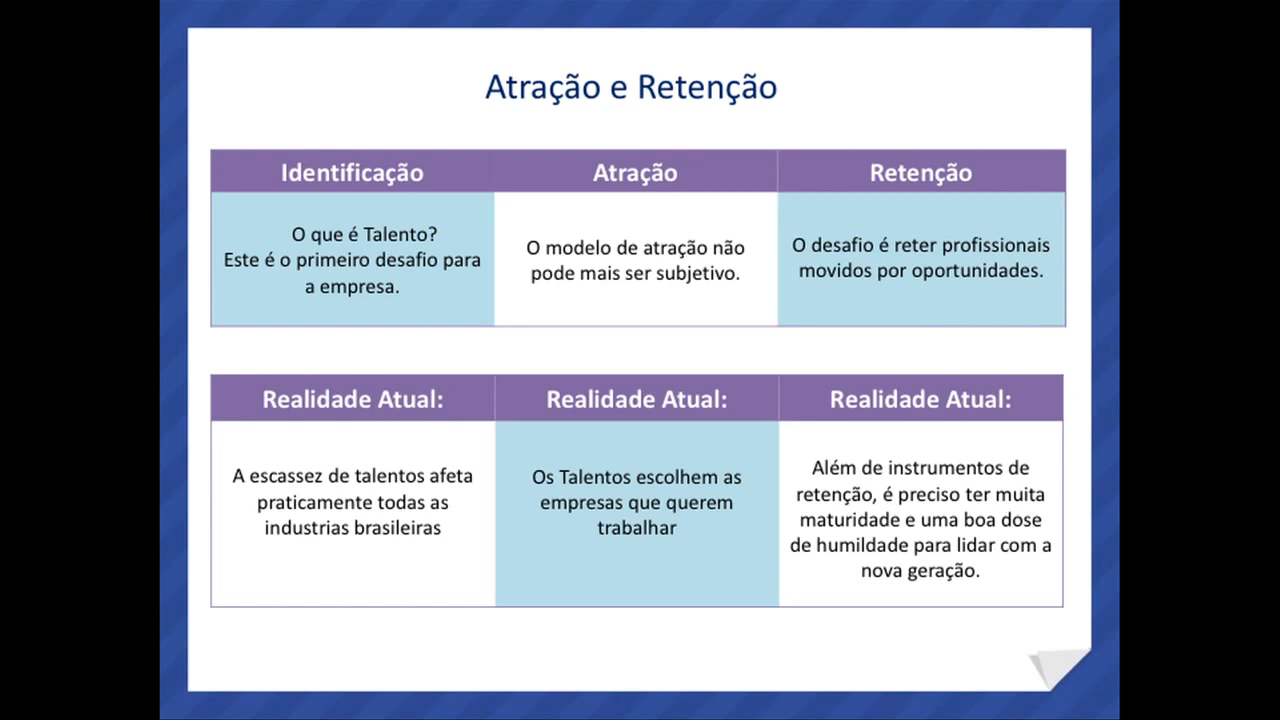 Atração e Retenção
Identificação
Atração
Retenção
O que é Talento?
Este é o primeiro desafio para
a empresa.
O modelo de atração não
pode mais ser subjetivo.
O desafio é reter profissionais
movidos por oportunidades.
Realidade Atual:
Realidade Atual:
Realidade Atual:
A escassez de talentos afeta
praticamente todas as
industrias brasileiras
Os Talentos escolhem as
empresas que querem
trabalhar
Além de instrumentos de
retenção, é preciso ter muita
maturidade e uma boa dose
de humildade para lidar com a
nova geração.